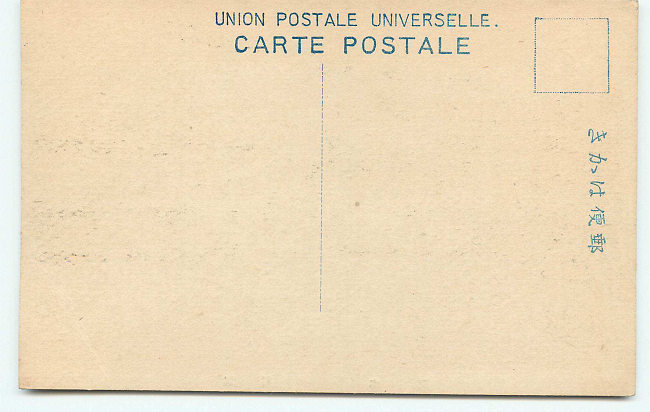 UNION POSTALE UNIVERSELLE.
CARTE POSTALE
郵便はかき